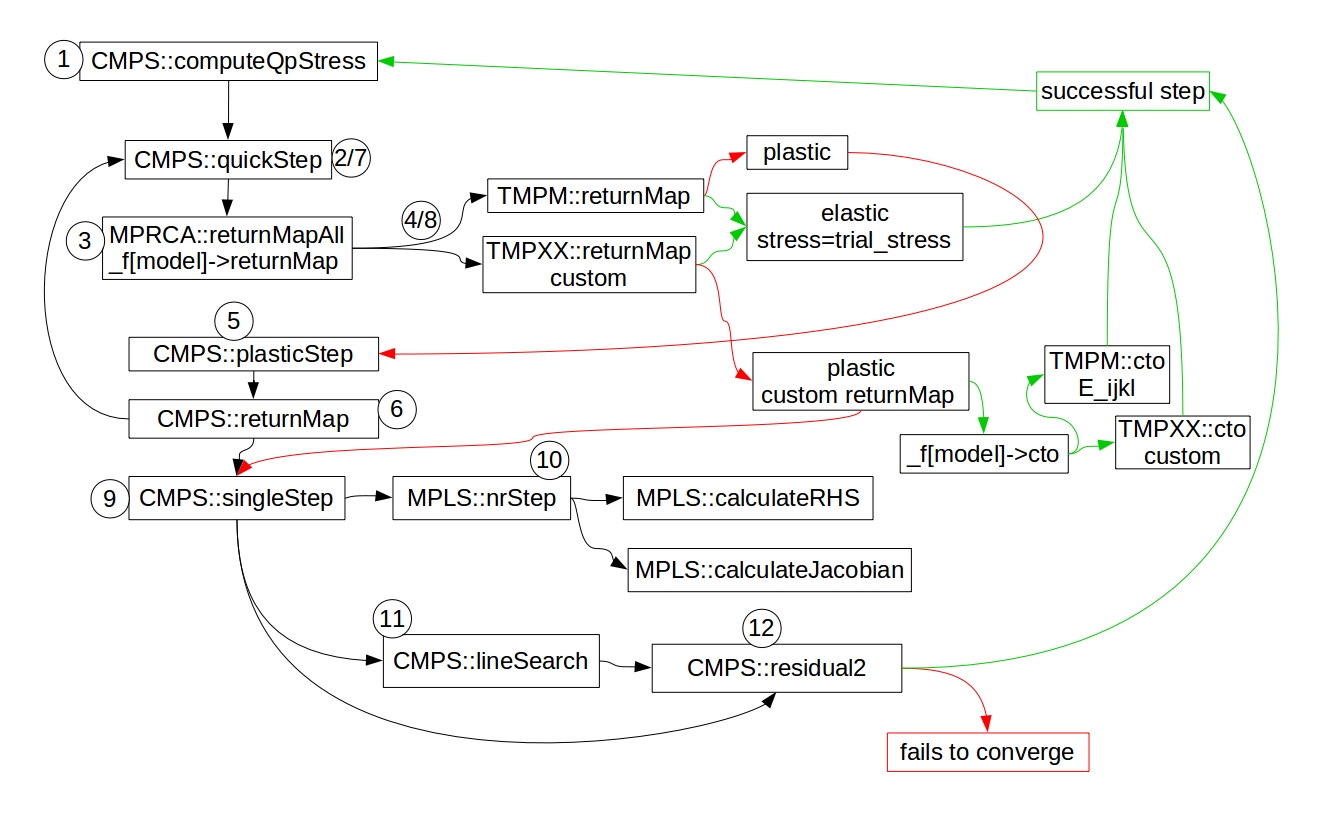 1
CMPS::computeQpStress
successful step
CMPS::quickStep
2/7
plastic
TMPM::returnMap
4/8
3
MPRCA::returnMapAll
_f[model]->returnMap
elastic
stress=trial_stress
TMPXX::returnMap
custom
5
CMPS::plasticStep
plastic
custom returnMap
TMPM::cto
E_ijkl
CMPS::returnMap
6
_f[model]->cto
TMPXX::cto
custom
9
CMPS::singleStep
10
MPLS::nrStep
MPLS::calculateRHS
MPLS::calculateJacobian
11
CMPS::lineSearch
12
CMPS::residual2
fails to converge